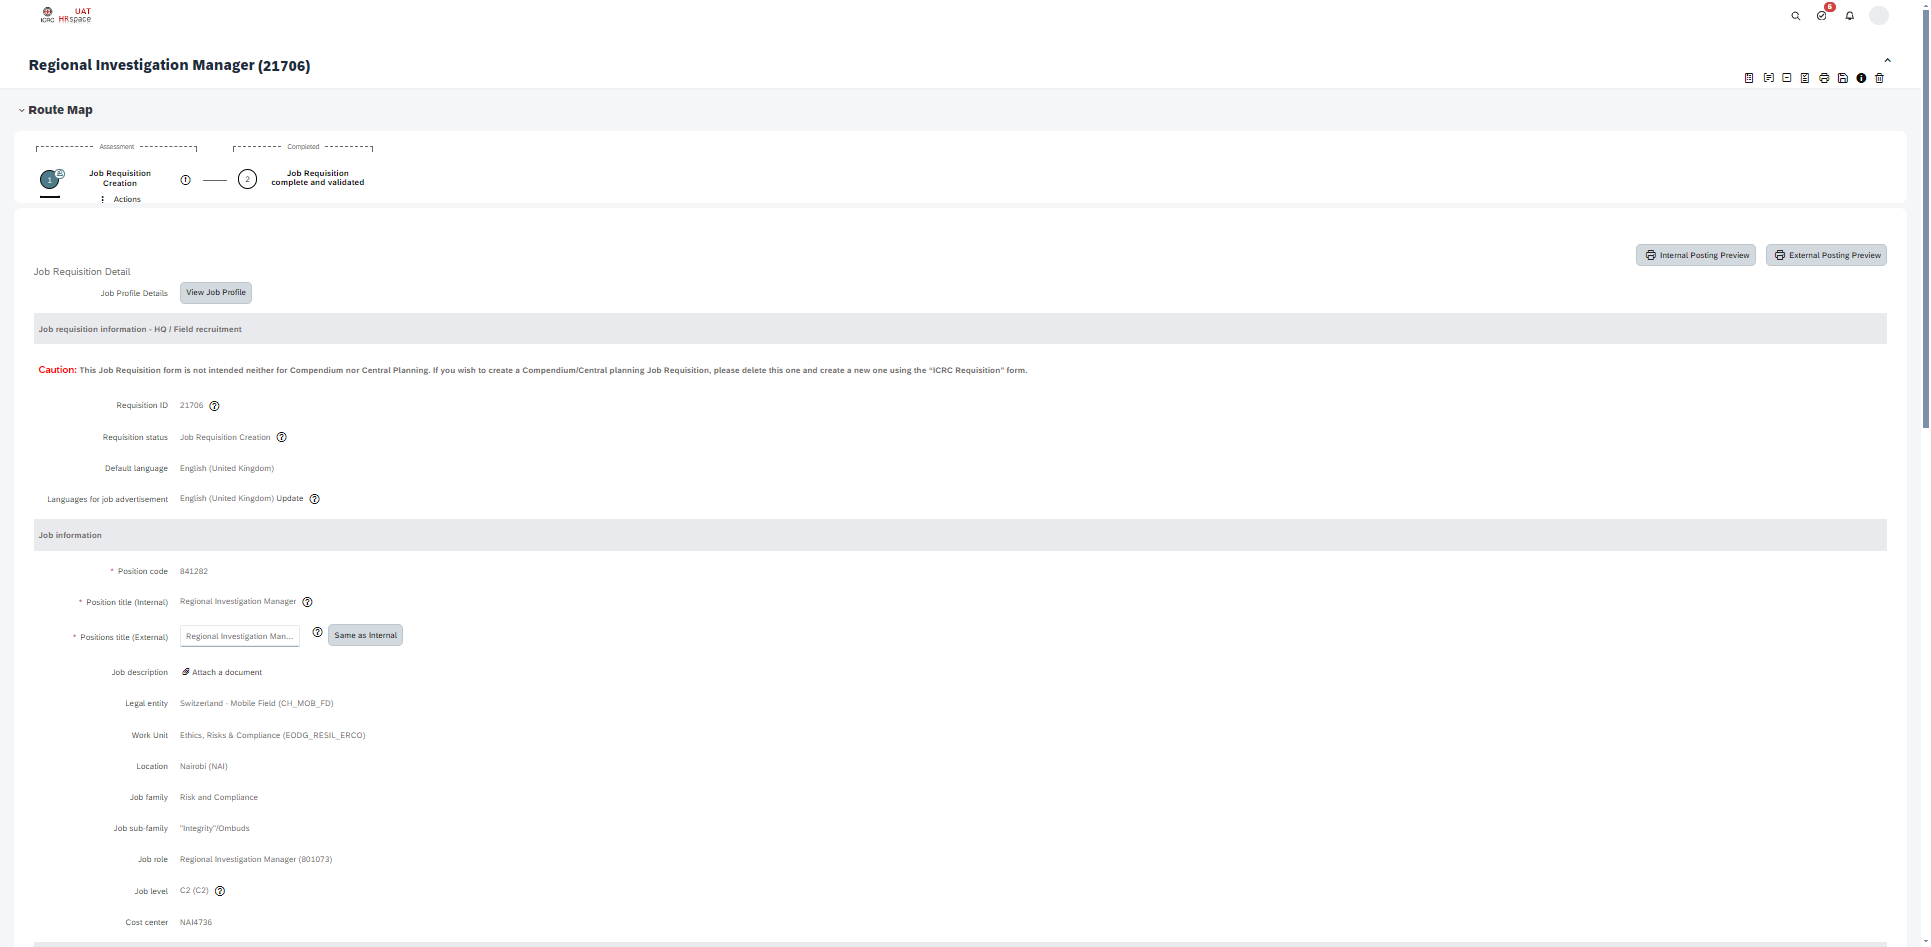 UAT
ICRC HRspace
6
Regional Investigation Manager (21706)
Route Map
Assessment
Completed
1
Job Requisition
Creation
2
Job Requisition
complete and validated
Actions
Internal Posting Preview
External Posting Preview
Job Requisition Detail
Job Profile Details View Job Profile
Job requisition information - HQ / Field recruitment
Caution: This Job Requisition form is not intended neither for Compendium nor Central Planning. If you wish to create a Compendium/Central planning Job Requisition, please delete this one and create a new one using the “ICRC Requisition” form.
Requisition ID 21706 ?
Requisition status Job Requisition Creation ?
Default language English (United Kingdom)
Languages for job advertisement English (United Kingdom) Update ?
Job information
* Position code 841282
* Position title (Internal) Regional Investigation Manager ?
* Positions title (External) Regional Investigation Man... ? Same as Internal
Job description Attach a document
Legal entity Switzerland - Mobile Field (CH_MOB_FD)
Work Unit Ethics, Risks & Compliance (EODG_RESIL_ERCO)
Location Nairobi (NAI)
Job family Risk and Compliance
Job sub-family "Integrity"/Ombuds
Job role Regional Investigation Manager (801073)
Job level C2 (C2) ?
Cost center NAI4736